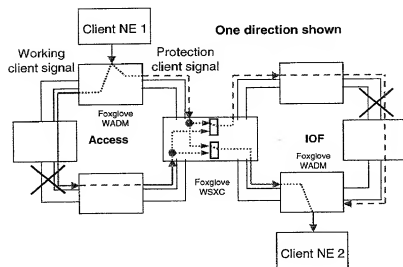 Client NE 1
One direction shown
Working
client signal
Protection
client signal
Foxglove
WADM
Access
IOF
Foxglove
WADM
Foxglove
WSXC
Client NE 2